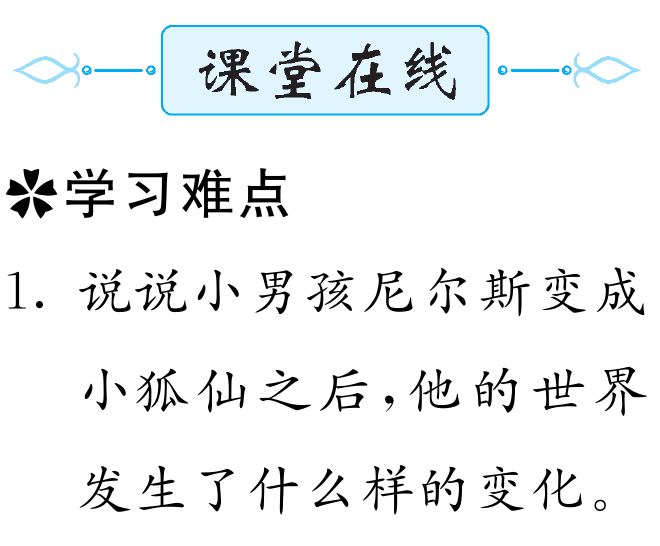 课堂在线
学习难点
1. 说说小男孩尼尔斯变成
小狐仙之后,他的世界
发生了什么样的变化。